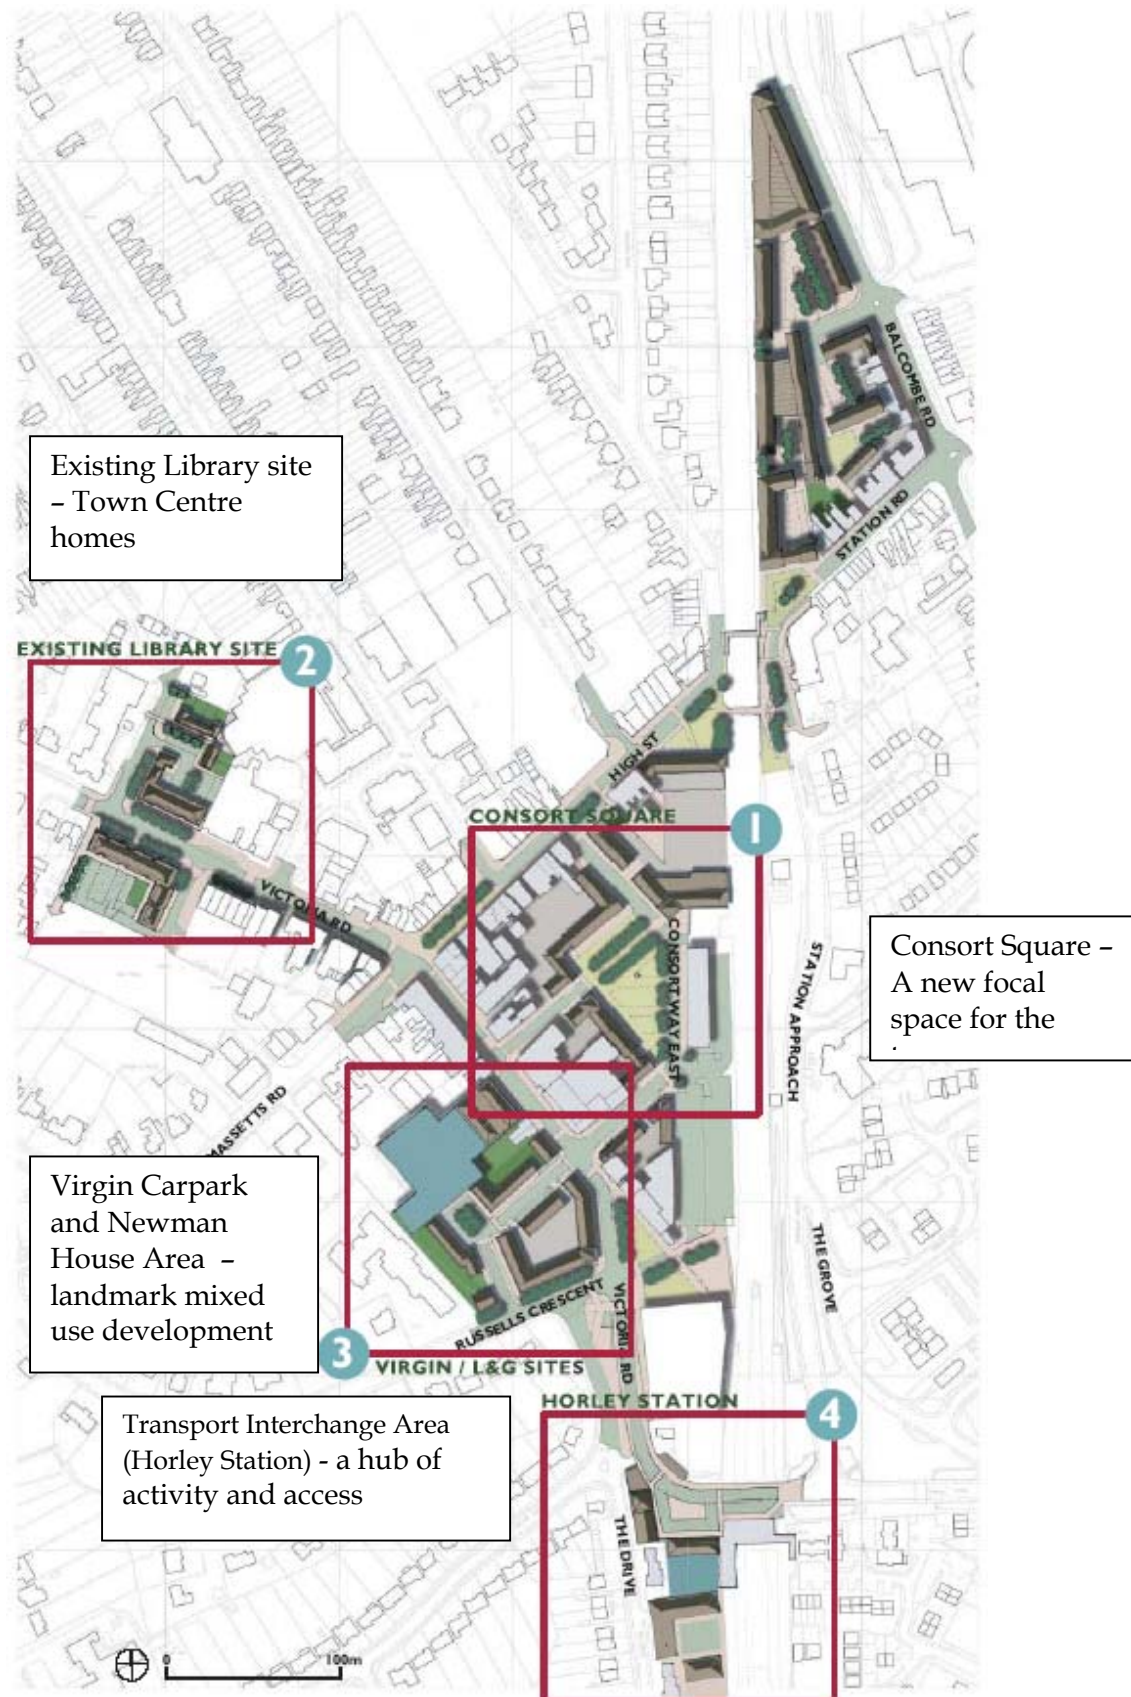 BALCOMBE RD
Existing Library site
– Town Centre
homes
STATION RD
EXISTING LIBRARY SITE
2
HIGH ST
CONSORT SQUARE
1
VICTORIA RD
CONSORT WAY EAST
Consort Square –
A new focal
space for the
STATION APPROACH
MASSETTS RD
Virgin Carpark
and Newman
House Area –
landmark mixed
use development
THE GROVE
RUSSELLS CRESCENT
VICTORIA RD
3
VIRGIN / L&G SITES
HORLEY STATION
4
Transport Interchange Area
(Horley Station) - a hub of
activity and access
THE DRIVE
0
100m